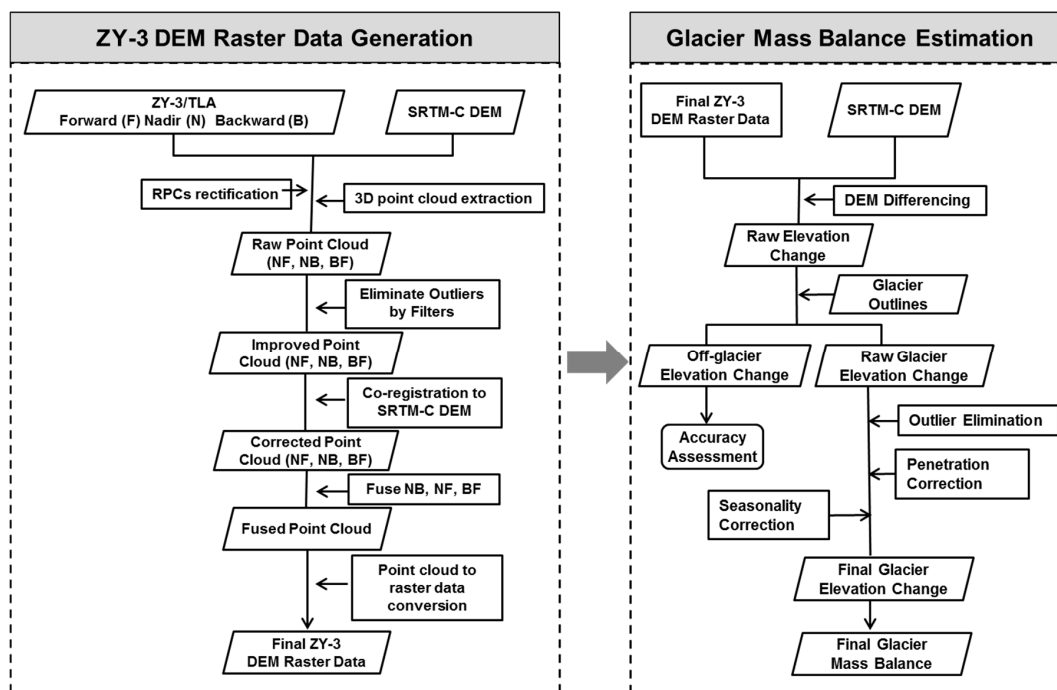 ZY-3 DEM Raster Data Generation
ZY-3/TLA
Forward (F) Nadir (N) Backward (B)
SRTM-C DEM
RPCs rectification
3D point cloud extraction
Raw Point Cloud
(NF, NB, BF)
Eliminate Outliers
by Filters
Improved Point
Cloud (NF, NB, BF)
Co-registration to
SRTM-C DEM
Corrected Point
Cloud (NF, NB, BF)
Fuse NB, NF, BF
Fused Point Cloud
Point cloud to
raster data
conversion
Final ZY-3
DEM Raster Data
Glacier Mass Balance Estimation
Final ZY-3
DEM Raster Data
SRTM-C DEM
DEM Differencing
Raw Elevation
Change
Glacier
Outlines
Off-glacier
Elevation Change
Raw Glacier
Elevation Change
Outlier Elimination
Accuracy
Assessment
Penetration
Correction
Seasonality
Correction
Final Glacier
Elevation Change
Final Glacier
Mass Balance